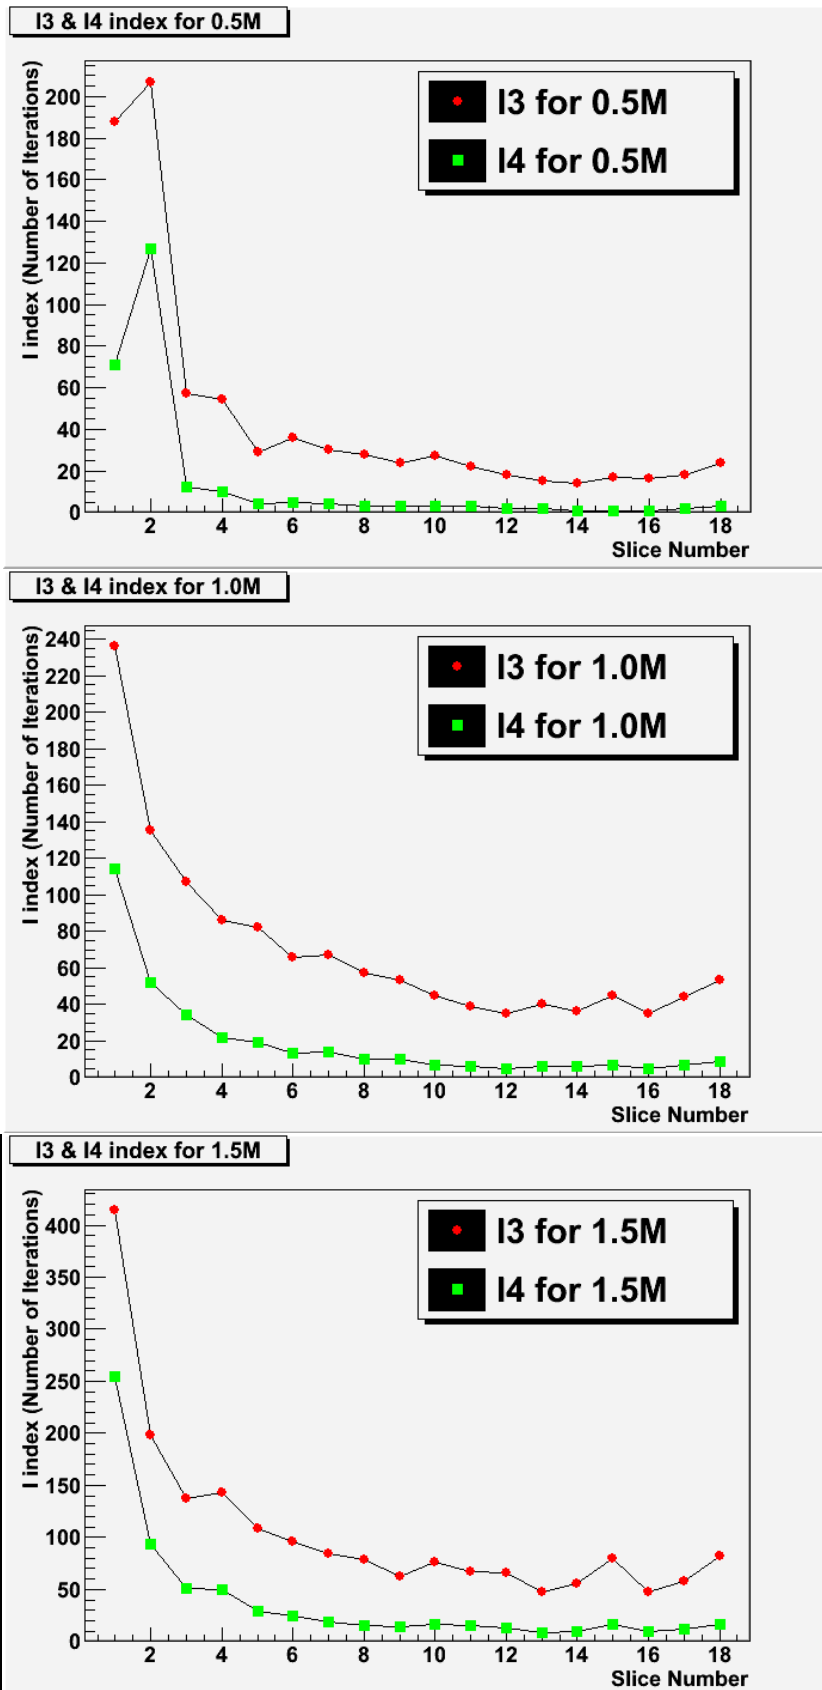 I3 & I4 index for 0.5M
I index (Number of Iterations)
I3 for 0.5M
I4 for 0.5M
200
180
160
140
120
100
80
60
40
20
0
2 4 6 8 10 12 14 16 18
Slice Number
I3 & I4 index for 1.0M
I index (Number of Iterations)
I3 for 1.0M
I4 for 1.0M
240
220
200
180
160
140
120
100
80
60
40
20
0
2 4 6 8 10 12 14 16 18
Slice Number
I3 & I4 index for 1.5M
I index (Number of Iterations)
I3 for 1.5M
I4 for 1.5M
400
350
300
250
200
150
100
50
0
2 4 6 8 10 12 14 16 18
Slice Number